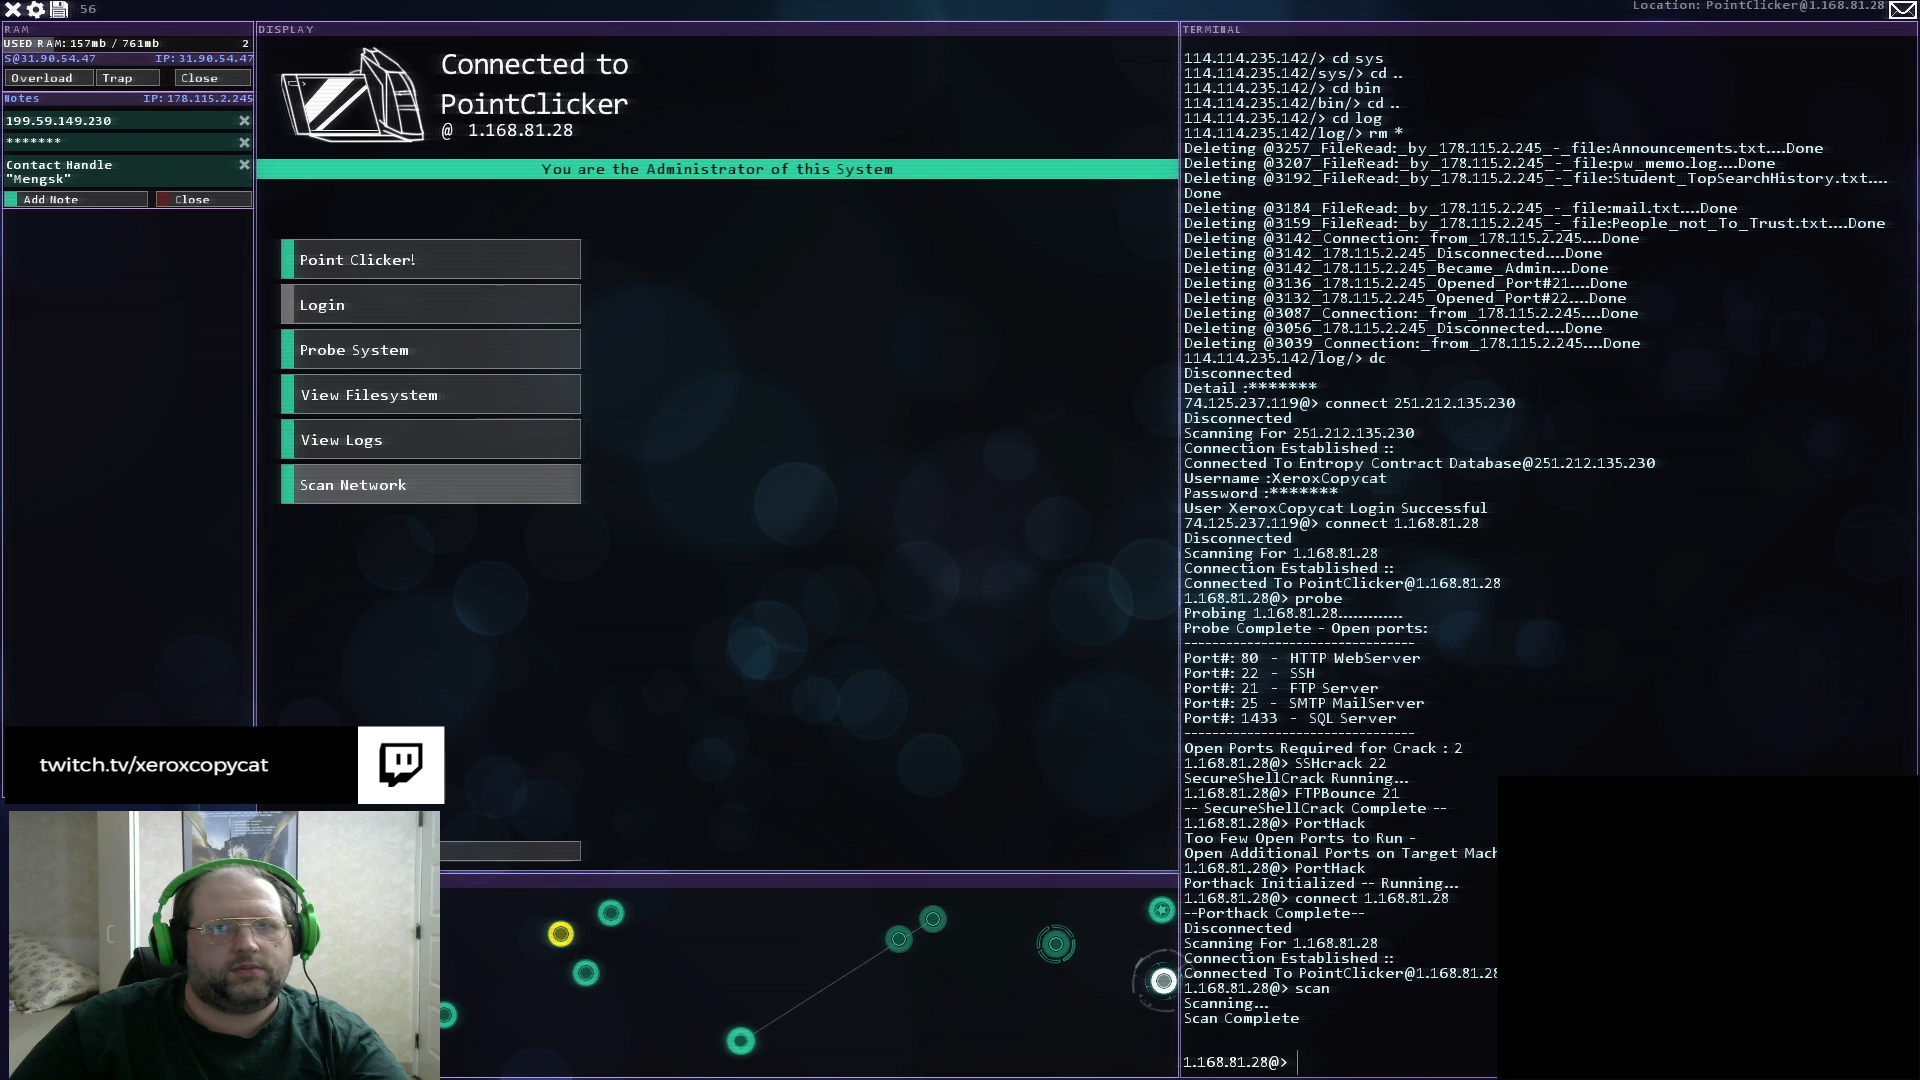 56
Location: PointClicker@1.168.81.28
RAM
USED RAM: 157mb / 761mb 2
S@31.90.54.47 IP: 31.90.54.47
Overload Trap Close
Notes IP: 178.115.2.245
199.59.149.230
*******
Contact Handle
"Mengsk"
Add Note Close
DISPLAY
Connected to
PointClicker
@ 1.168.81.28
You are the Administrator of this System
Point Clicker!
Login
Probe System
View Filesystem
View Logs
Scan Network
twitch.tv/xeroxcopycat
TERMINAL
114.114.235.142/> cd sys
114.114.235.142/sys/> cd ..
114.114.235.142/> cd bin
114.114.235.142/bin/> cd ..
114.114.235.142/> cd log
114.114.235.142/log/> rm *
Deleting @3257_FileRead:_by_178.115.2.245_-_file:Announcements.txt....Done
Deleting @3207_FileRead:_by_178.115.2.245_-_file:pw_memo.log....Done
Deleting @3192_FileRead:_by_178.115.2.245_-_file:Student_TopSearchHistory.txt....
Done
Deleting @3184_FileRead:_by_178.115.2.245_-_file:mail.txt....Done
Deleting @3159_FileRead:_by_178.115.2.245_-_file:People_not_To_Trust.txt....Done
Deleting @3142_Connection:_from_178.115.2.245....Done
Deleting @3142_178.115.2.245_Disconnected....Done
Deleting @3142_178.115.2.245_Became_Admin....Done
Deleting @3136_178.115.2.245_Opened_Port#21....Done
Deleting @3132_178.115.2.245_Opened_Port#22....Done
Deleting @3087_Connection:_from_178.115.2.245....Done
Deleting @3056_178.115.2.245_Disconnected....Done
Deleting @3039_Connection:_from_178.115.2.245....Done
114.114.235.142/log/> dc
Disconnected
Detail :*******
74.125.237.119@> connect 251.212.135.230
Disconnected
Scanning For 251.212.135.230
Connection Established ::
Connected To Entropy Contract Database@251.212.135.230
Username :XeroxCopycat
Password :*******
User XeroxCopycat Login Successful
74.125.237.119@> connect 1.168.81.28
Disconnected
Scanning For 1.168.81.28
Connection Established ::
Connected To PointClicker@1.168.81.28
1.168.81.28@> probe
Probing 1.168.81.28.............
Probe Complete - Open ports:
---------------------------------
Port#: 80 - HTTP WebServer
Port#: 22 - SSH
Port#: 21 - FTP Server
Port#: 25 - SMTP MailServer
Port#: 1433 - SQL Server
---------------------------------
Open Ports Required for Crack : 2
1.168.81.28@> SSHcrack 22
SecureShellCrack Running...
1.168.81.28@> FTPBounce 21
-- SecureShellCrack Complete --
1.168.81.28@> PortHack
Too Few Open Ports to Run -
Open Additional Ports on Target Mach
1.168.81.28@> PortHack
Porthack Initialized -- Running...
1.168.81.28@> connect 1.168.81.28
--Porthack Complete--
Disconnected
Scanning For 1.168.81.28
Connection Established ::
Connected To PointClicker@1.168.81.28
1.168.81.28@> scan
Scanning...
Scan Complete
1.168.81.28@>